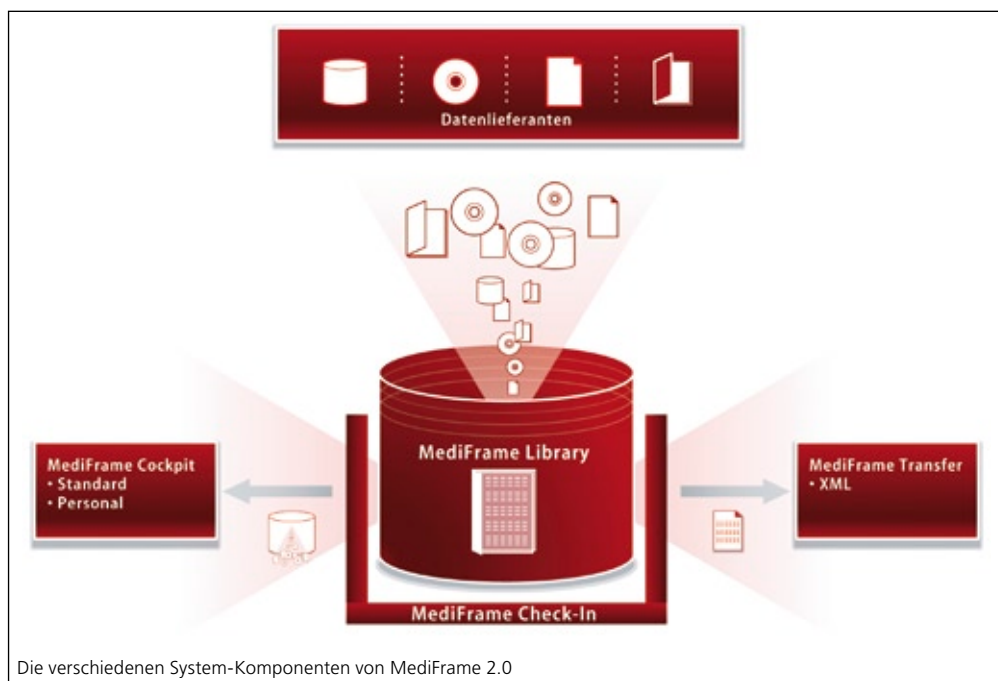 Datenlieferanten
MediFrame Library
MediFrame Cockpit
• Standard
• Personal
MediFrame Transfer
• XML
MediFrame Check-In
Die verschiedenen System-Komponenten von MediFrame 2.0